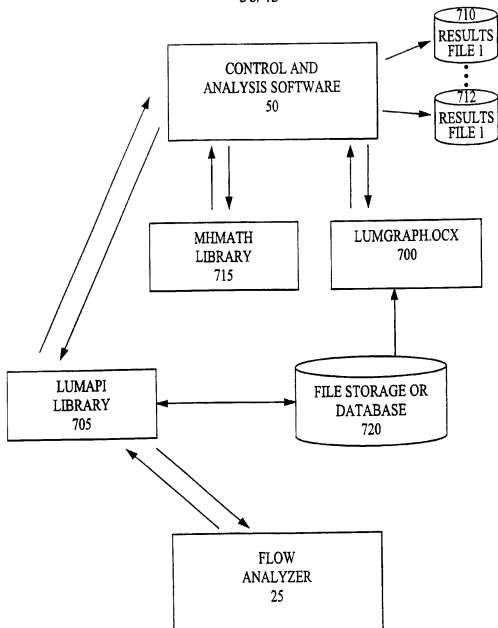 710
RESULTS
FILE 1
CONTROL AND
ANALYSIS SOFTWARE
50
712
RESULTS
FILE 1
MHMATH
LIBRARY
715
LUMGRAPH.OCX
700
LUMAPI
LIBRARY
705
FILE STORAGE OR
DATABASE
720
FLOW
ANALYZER
25